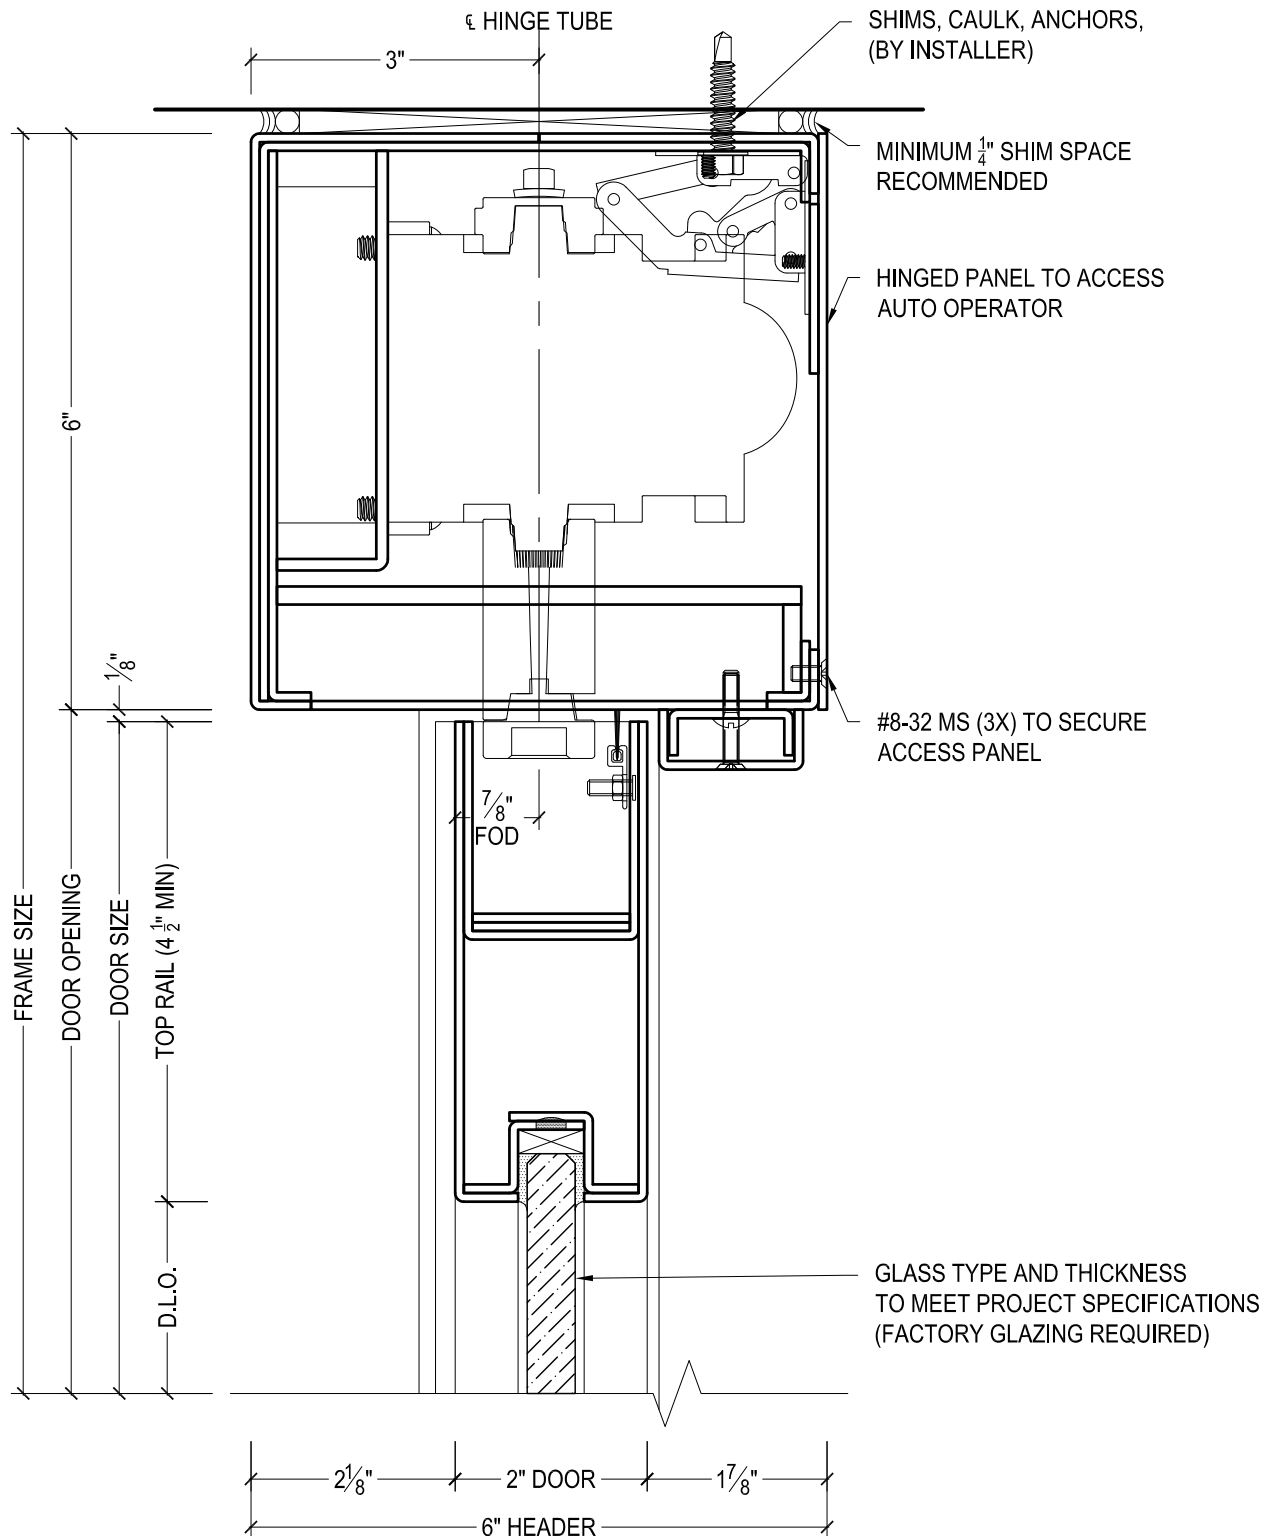 ℄ HINGE TUBE
3"
SHIMS, CAULK, ANCHORS,
(BY INSTALLER)
MINIMUM 1/4" SHIM SPACE
RECOMMENDED
HINGED PANEL TO ACCESS
AUTO OPERATOR
6"
1/8"
#8-32 MS (3X) TO SECURE
ACCESS PANEL
7/8"
FOD
FRAME SIZE
DOOR OPENING
DOOR SIZE
TOP RAIL (4 1/2" MIN)
D.L.O.
GLASS TYPE AND THICKNESS
TO MEET PROJECT SPECIFICATIONS
(FACTORY GLAZING REQUIRED)
2 1/8"
2" DOOR
1 7/8"
6" HEADER